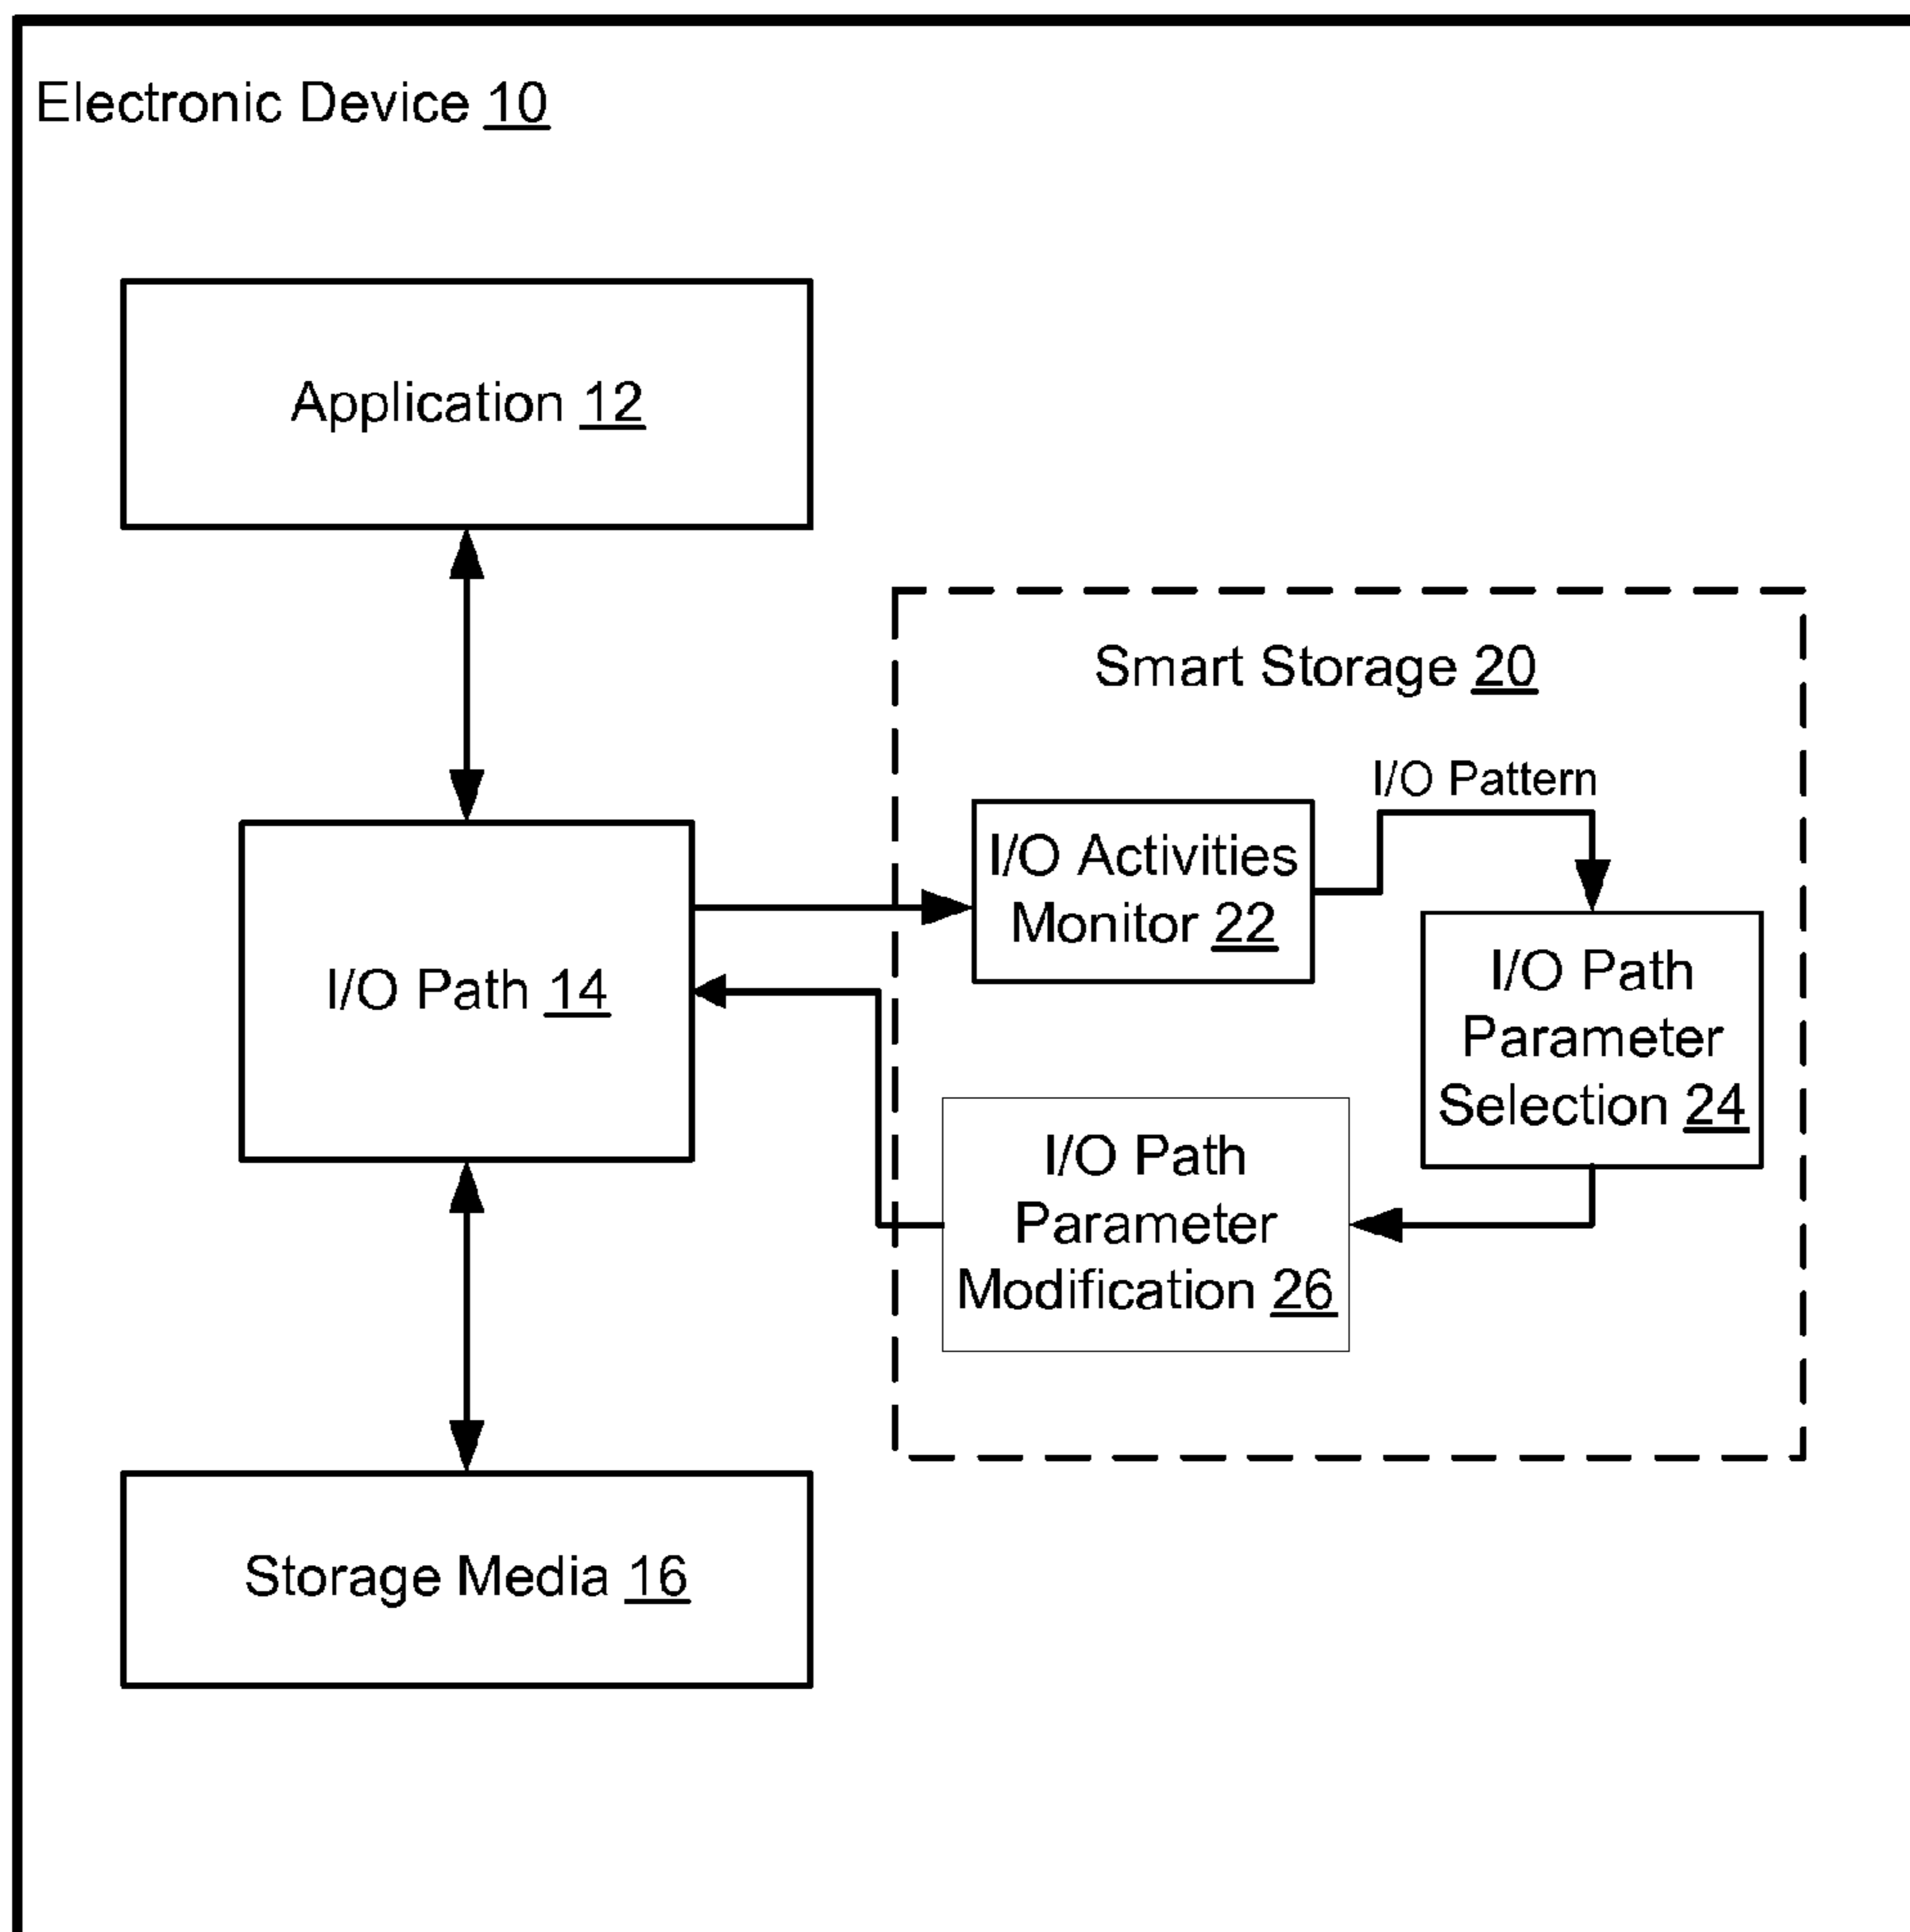 Electronic Device 10
Application 12
Smart Storage 20
I/O Pattern
I/O Activities
Monitor 22
I/O Path 14
I/O Path
Parameter
Selection 24
I/O Path
Parameter
Modification 26
Storage Media 16